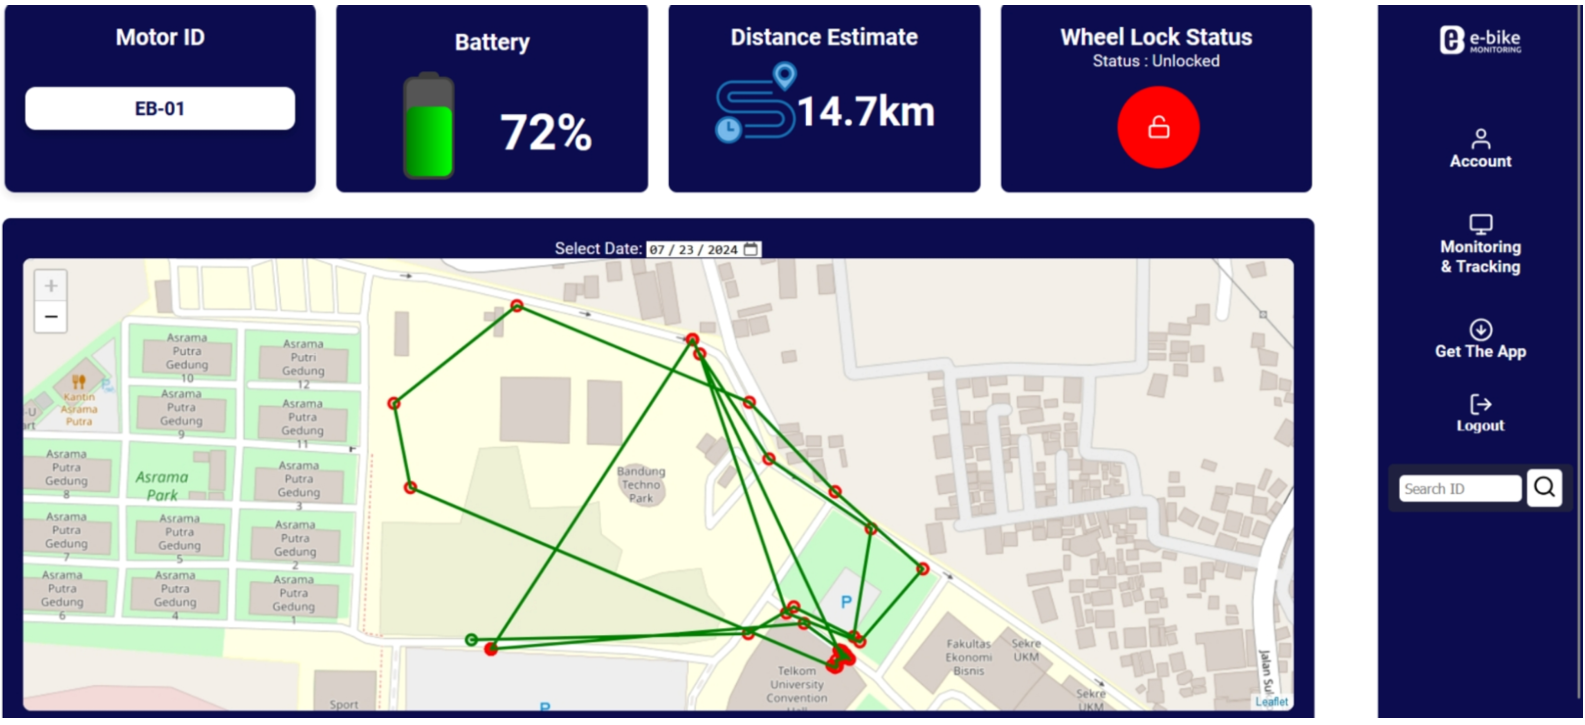 Motor ID
EB-01
Battery
72%
Distance Estimate
14.7km
Wheel Lock Status
Status : Unlocked
e e-bike
MONITORING
Account
Monitoring
& Tracking
Get The App
Logout
Search ID
Select Date: 07 / 23 / 2024
+
−
Asrama
Putra
Gedung
10
Asrama
Putri
Gedung
12
Kantin
Asrama
Putra
Asrama
Putra
Gedung
9
Asrama
Putra
Gedung
11
Asrama
Putra
Gedung
8
Asrama
Park
Asrama
Putra
Gedung
3
Asrama
Putra
Gedung
7
Asrama
Putra
Gedung
5
Asrama
Putra
Gedung
2
Asrama
Putra
Gedung
6
Asrama
Putra
Gedung
4
Asrama
Putra
Gedung
1
Bandung
Techno
Park
P
Fakultas
Ekonomi
Bisnis
Sekre
UKM
Telkom
University
Convention
Sekre
UKM
Sport
P
Jalan Su
Leaflet